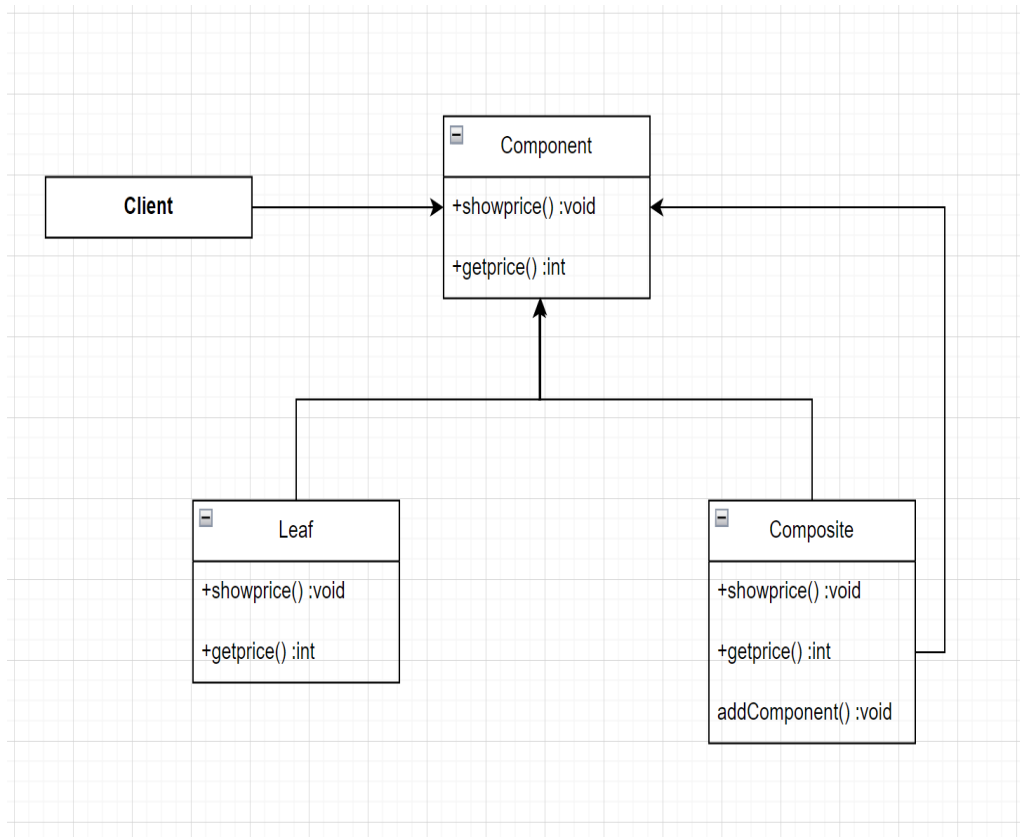 Component
Client
+showprice() :void
+getprice() :int
Leaf
+showprice() :void
+getprice() :int
Composite
+showprice() :void
+getprice() :int
addComponent() :void